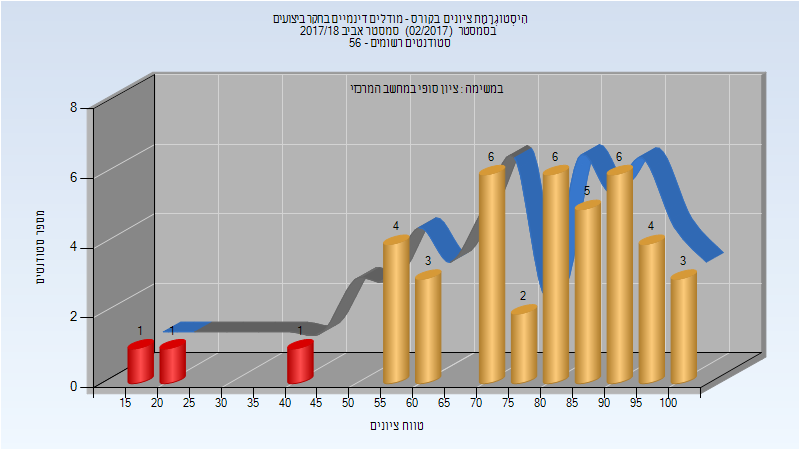 היסטוגרמת ציונים בקורס - מודלים דינמיים בחקר ביצועים
בסמסטר (02/2017) סמסטר אביב 2017/18
סטודנטים רשומים - 56
במשימה : ציון סופי במחשב המרכזי
מספר סטודנטים
8
6
4
2
0
1
1
1
4
3
6
2
6
5
6
4
3
15 20 25 30 35 40 45 50 55 60 65 70 75 80 85 90 95 100
טווח ציונים